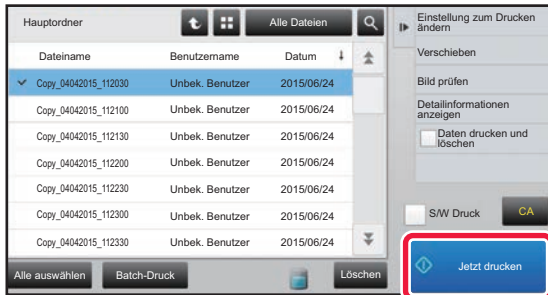 Hauptordner
Alle Dateien
Dateiname Benutzername Datum
Copy_04042015_112030 Unbek. Benutzer 2015/06/24
Copy_04042015_112100 Unbek. Benutzer 2015/06/24
Copy_04042015_112130 Unbek. Benutzer 2015/06/24
Copy_04042015_112200 Unbek. Benutzer 2015/06/24
Copy_04042015_112230 Unbek. Benutzer 2015/06/24
Copy_04042015_112300 Unbek. Benutzer 2015/06/24
Copy_04042015_112330 Unbek. Benutzer 2015/06/24
Alle auswählen
Batch-Druck
Löschen
Einstellung zum Drucken
ändern
Verschieben
Bild prüfen
Detailinformationen
anzeigen
Daten drucken und
löschen
S/W Druck
CA
Jetzt drucken